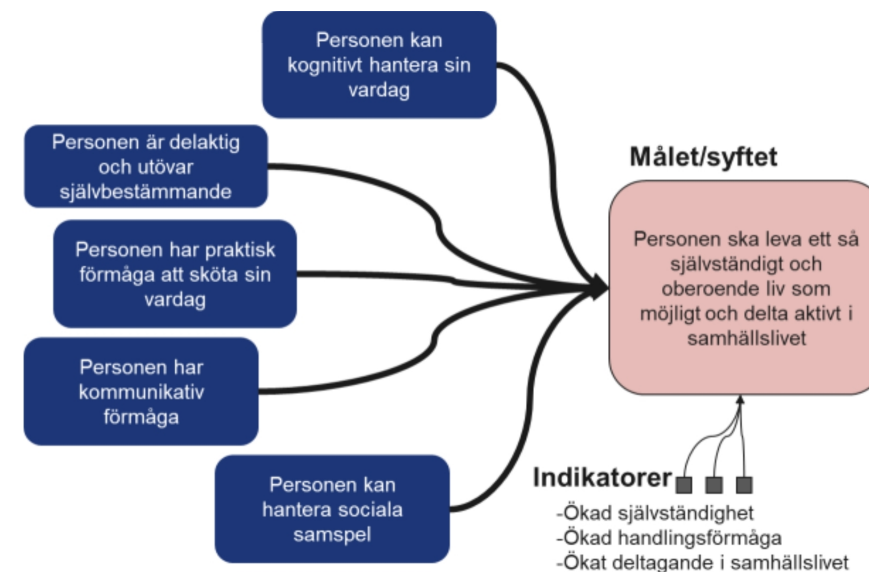 Personen kan
kognitivt hantera sin
vardag
Personen är delaktig
och utövar
självbestämmande
Personen har praktisk
förmåga att sköta sin
vardag
Personen har
kommunikativ
förmåga
Personen kan
hantera sociala
samspel
Målet/syftet
Personen ska leva ett så
självständigt och
oberoende liv som
möjligt och delta aktivt i
samhällslivet
Indikatorer
-Ökad självständighet
-Ökad handlingsförmåga
-Ökat deltagande i samhällslivet